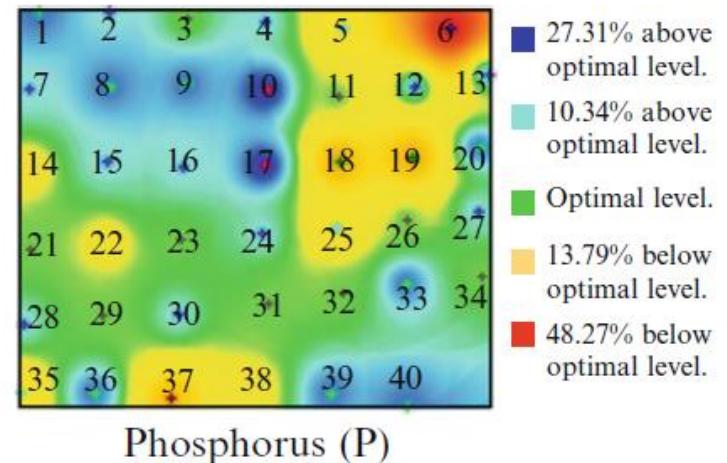 1 2 3 4 5 6
7 8 9 10 11 12 13
14 15 16 17 18 19 20
21 22 23 24 25 26 27
28 29 30 31 32 33 34
35 36 37 38 39 40
Phosphorus (P)
27.31% above
optimal level.
10.34% above
optimal level.
Optimal level.
13.79% below
optimal level.
48.27% below
optimal level.